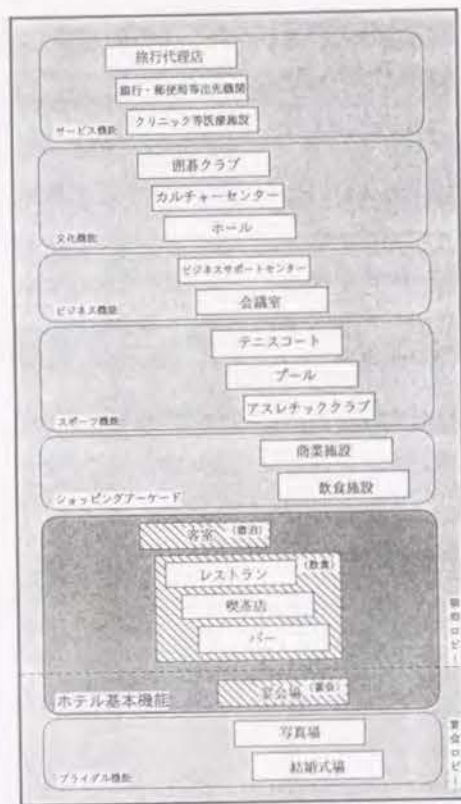 旅行代理店
銀行・郵便局等出先機関
クリニック等医療施設
サービス機能
囲碁クラブ
カルチャーセンター
ホール
文化機能
ビジネスサポートセンター
会議室
ビジネス機能
テニスコート
プール
アスレチッククラブ
スポーツ機能
商業施設
飲食施設
ショッピングアーケード
客室 (宿泊)
レストラン (飲食)
喫茶店
バー
宿泊ロビー
宴会場 (宴会)
ホテル基本機能
写真場
結婚式場
ブライダル機能
宴会ロビー